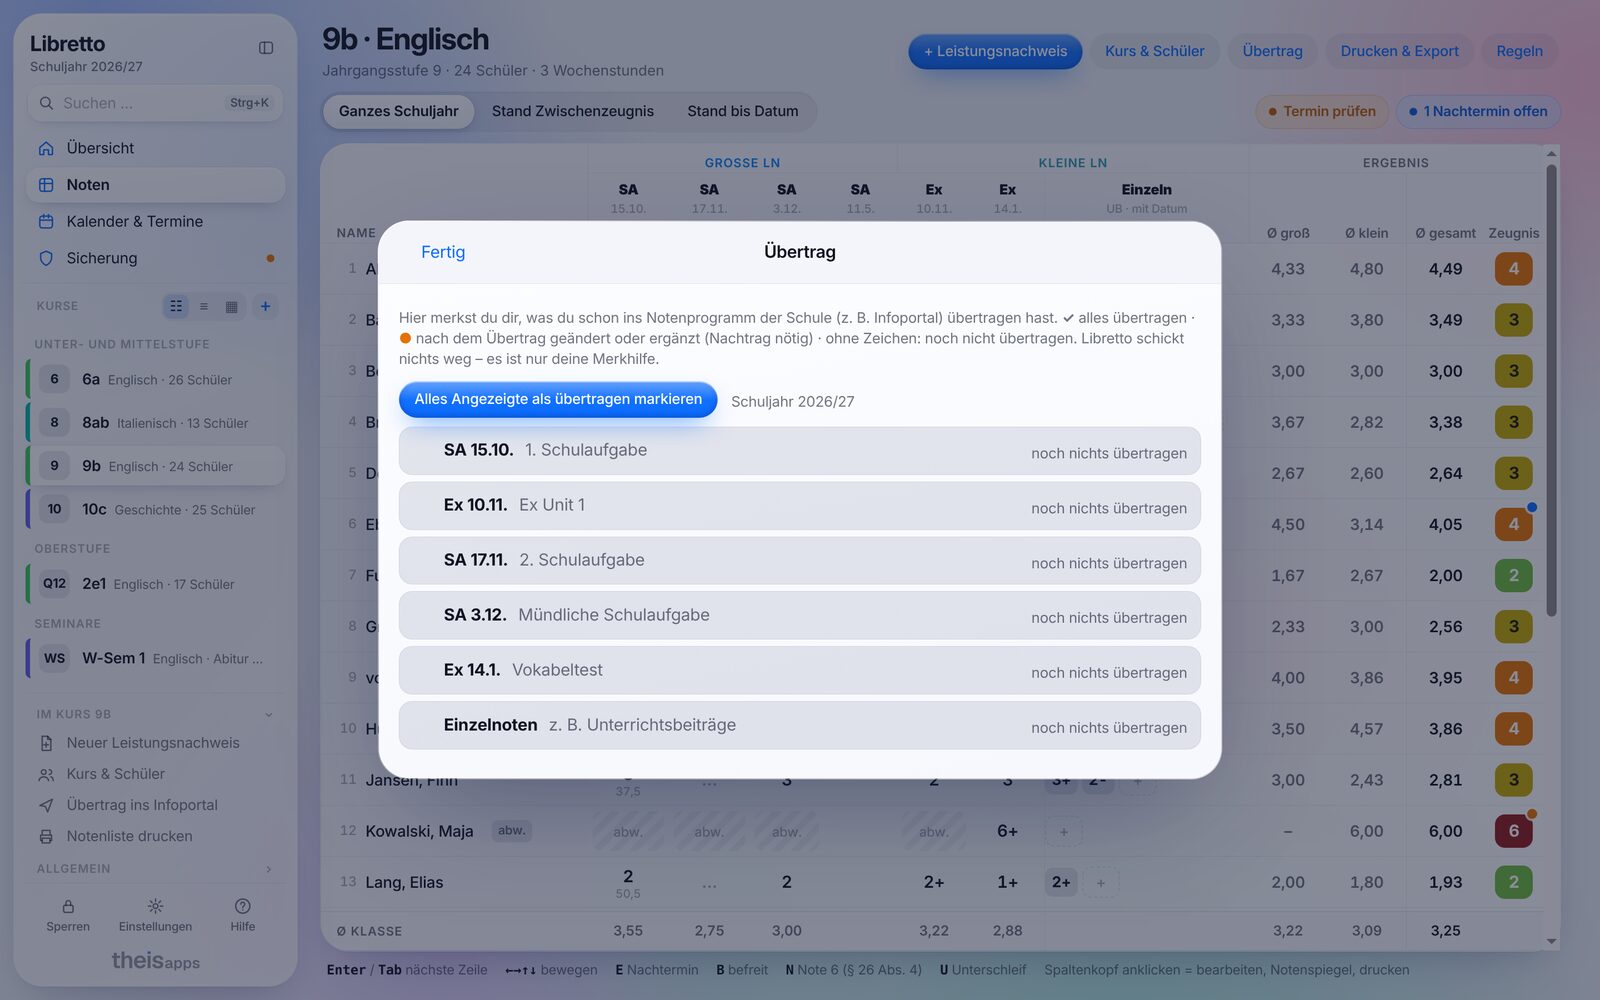 Libretto
Schuljahr 2026/27
Suchen ... Strg+K
Übersicht
Noten
Kalender & Termine
Sicherung
KURSE
UNTER- UND MITTELSTUFE
6 6a Englisch · 26 Schüler
8 8ab Italienisch · 13 Schüler
9 9b Englisch · 24 Schüler
10 10c Geschichte · 25 Schüler
OBERSTUFE
Q12 2e1 Englisch · 17 Schüler
SEMINARE
WS W-Sem 1 Englisch · Abitur ...
IM KURS 9B
Neuer Leistungsnachweis
Kurs & Schüler
Übertrag ins Infoportal
Notenliste drucken
ALLGEMEIN
Sperren Einstellungen Hilfe
theisapps
9b · Englisch
Jahrgangsstufe 9 · 24 Schüler · 3 Wochenstunden
+ Leistungsnachweis Kurs & Schüler Übertrag Drucken & Export Regeln
Ganzes Schuljahr Stand Zwischenzeugnis Stand bis Datum
Termin prüfen 1 Nachtermin offen
GROSSE LN KLEINE LN ERGEBNIS
SA SA SA SA Ex Ex Einzeln
15.10. 17.11. 3.12. 11.5. 10.11. 14.1. UB · mit Datum
NAME Ø groß Ø klein Ø gesamt Zeugnis
1 4,33 4,80 4,49 4
2 3,33 3,80 3,49 3
3 3,00 3,00 3,00 3
4 3,67 2,82 3,38 3
5 2,67 2,60 2,64 3
6 4,50 3,14 4,05 4
7 1,67 2,67 2,00 2
8 2,33 3,00 2,56 3
9 4,00 3,86 3,95 4
10 3,50 4,57 3,86 4
Fertig Übertrag
Hier merkst du dir, was du schon ins Notenprogramm der Schule (z. B. Infoportal) übertragen hast. ✓ alles übertragen ·
nach dem Übertrag geändert oder ergänzt (Nachtrag nötig) · ohne Zeichen: noch nicht übertragen. Libretto schickt
nichts weg – es ist nur deine Merkhilfe.
Alles Angezeigte als übertragen markieren Schuljahr 2026/27
SA 15.10. 1. Schulaufgabe noch nichts übertragen
Ex 10.11. Ex Unit 1 noch nichts übertragen
SA 17.11. 2. Schulaufgabe noch nichts übertragen
SA 3.12. Mündliche Schulaufgabe noch nichts übertragen
Ex 14.1. Vokabeltest noch nichts übertragen
Einzelnoten z. B. Unterrichtsbeiträge noch nichts übertragen
11 Jansen, Finn 37,5 ... 3+ 2- + 3,00 2,43 2,81 3
12 Kowalski, Maja abw. abw. abw. abw. abw. 6+ + – 6,00 6,00 6
13 Lang, Elias 2 50,5 ... 2 2+ 1+ 2+ + 2,00 1,80 1,93 2
Ø KLASSE 3,55 2,75 3,00 3,22 2,88 3,22 3,09 3,25
Enter / Tab nächste Zeile ←→↑↓ bewegen E Nachtermin B befreit N Note 6 (§ 26 Abs. 4) U Unterschleif Spaltenkopf anklicken = bearbeiten, Notenspiegel, drucken